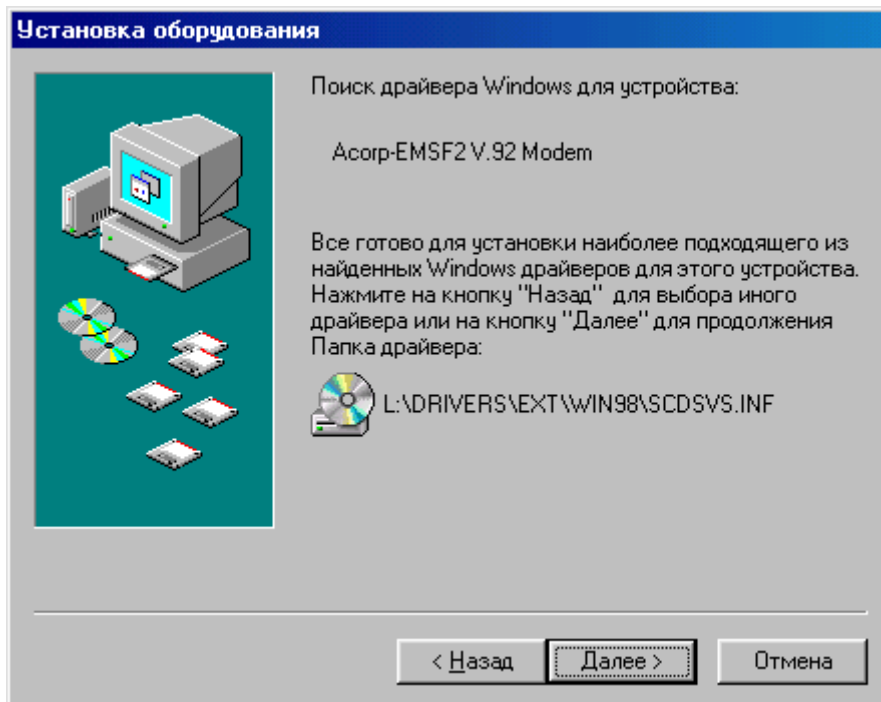 Установка оборудования
Поиск драйвера Windows для устройства:
Acorp-EMSF2 V.92 Modem
Все готово для установки наиболее подходящего из
найденных Windows драйверов для этого устройства.
Нажмите на кнопку "Назад" для выбора иного
драйвера или на кнопку "Далее" для продолжения
Папка драйвера:
L:\DRIVERS\EXT\WIN98\SCDSVS.INF
< Назад
Далее >
Отмена